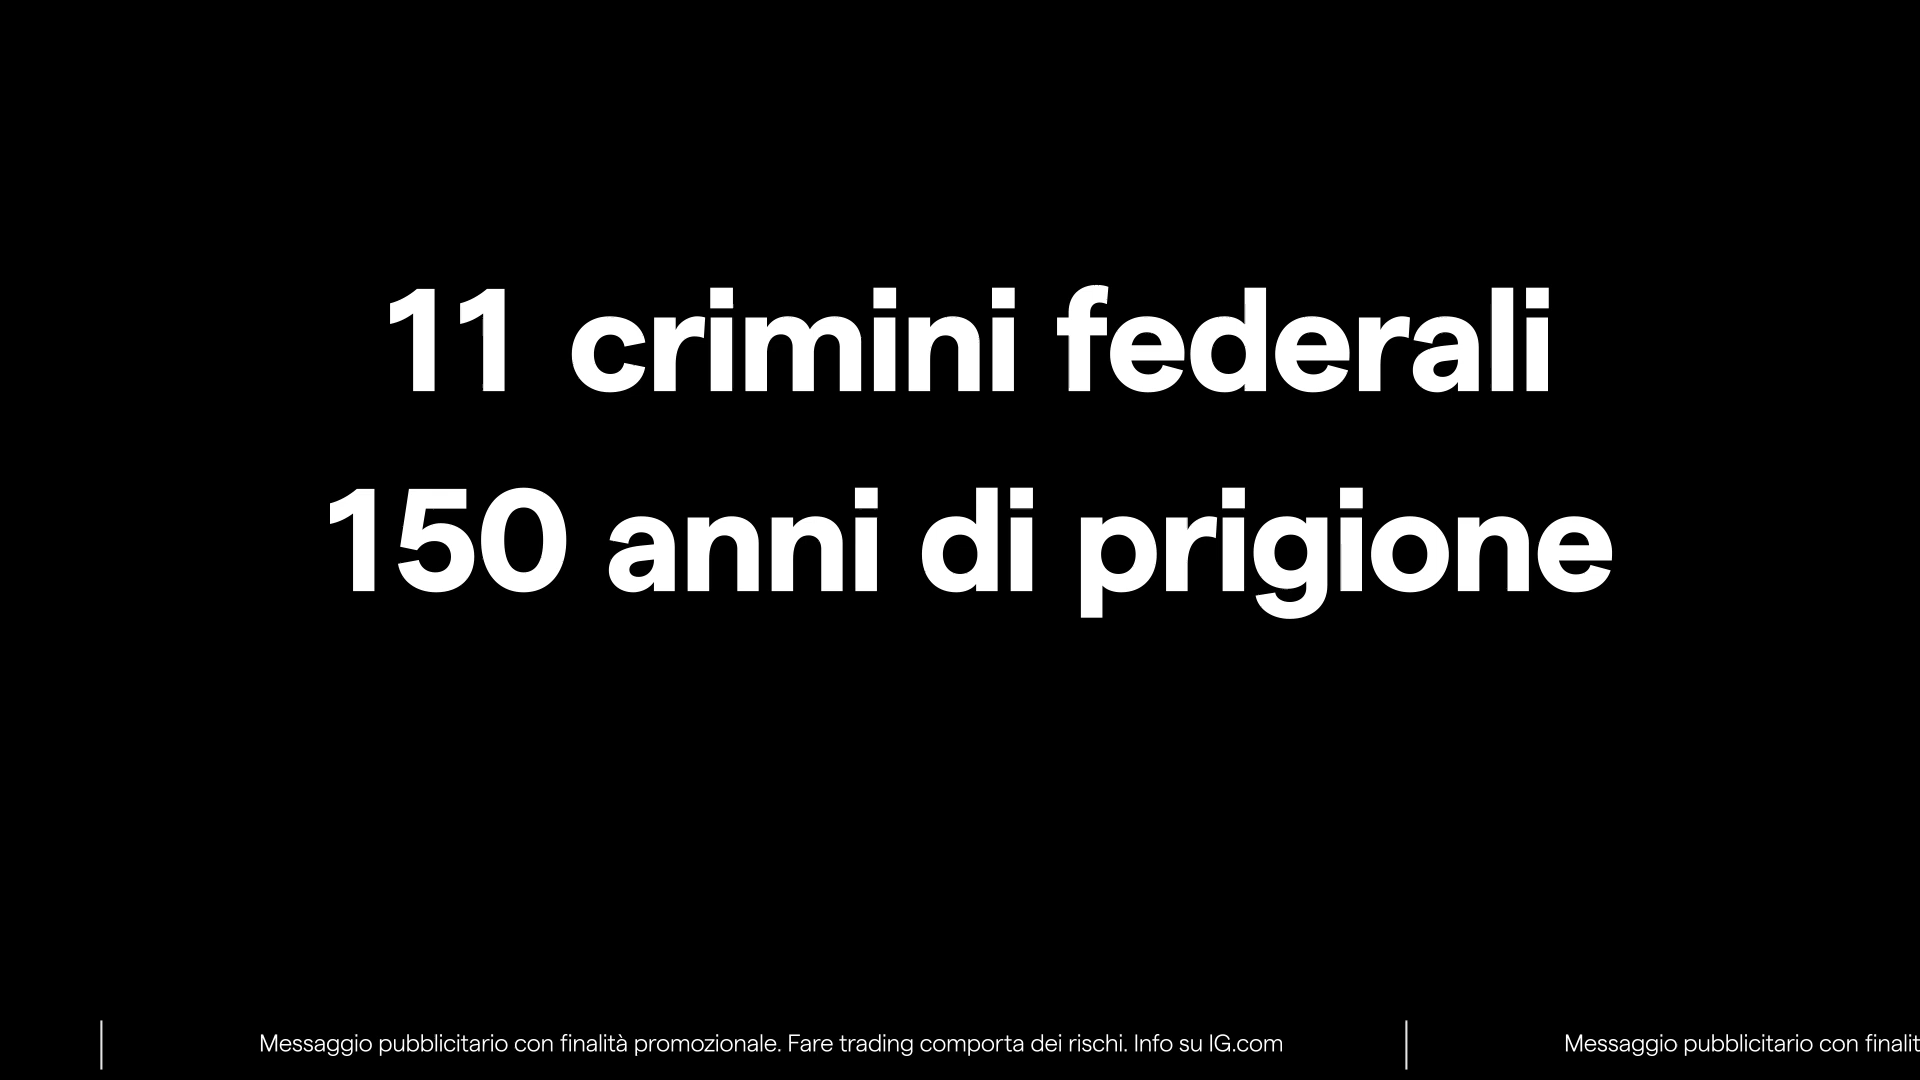 11 crimini federali
150 anni di prigione
Messaggio pubblicitario con finalità promozionale. Fare trading comporta dei rischi. Info su IG.com
Messaggio pubblicitario con